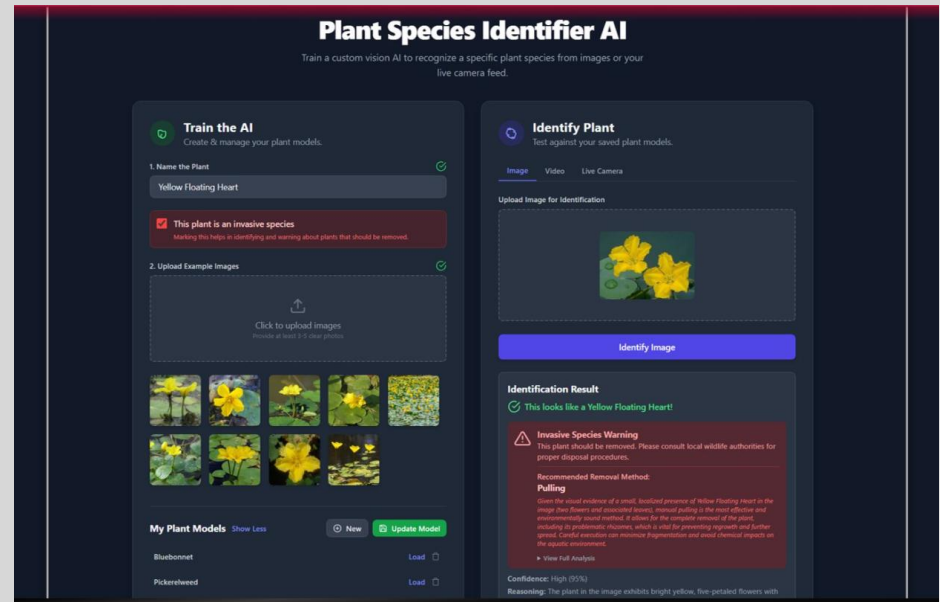 Plant Species Identifier AI
Train a custom vision AI to recognize a specific plant species from images or your
live camera feed.
Train the AI
Create & manage your plant models.
1. Name the Plant
Yellow Floating Heart
This plant is an invasive species
Marking this helps in identifying and warning about plants that should be removed.
2. Upload Example Images
Click to upload images
Provide at least 3-5 clear photos
My Plant Models Show Less
New
Update Model
Bluebonnet
Load
Pickerelweed
Load
Identify Plant
Test against your saved plant models.
Image Video Live Camera
Upload Image for Identification
Identify Image
Identification Result
This looks like a Yellow Floating Heart!
Invasive Species Warning
This plant should be removed. Please consult local wildlife authorities for
proper disposal procedures.
Recommended Removal Method:
Pulling
Given the visual evidence of a small, localized presence of Yellow Floating Heart in the
image (two flowers and associated leaves), manual pulling is the most effective and
environmentally sound method. It allows for the complete removal of the plant,
including its problematic rhizomes, which is vital for preventing regrowth and further
spread. Careful execution can minimize fragmentation and avoid chemical impacts on
the aquatic environment.
View Full Analysis
Confidence: High (95%)
Reasoning: The plant in the image exhibits bright yellow, five-petaled flowers with